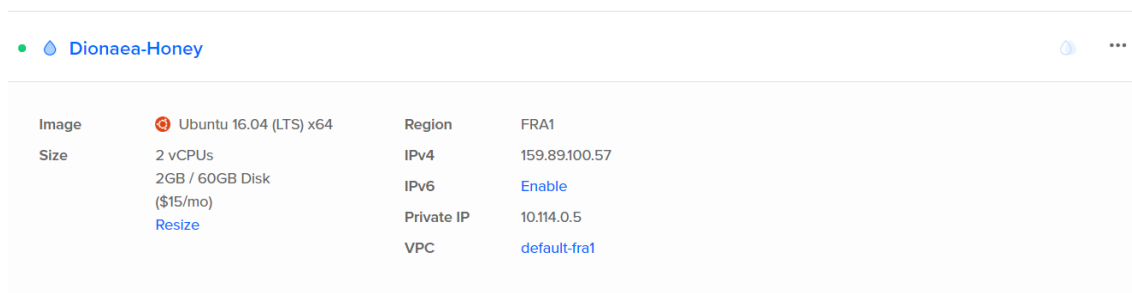 Dionaea-Honey
Image Ubuntu 16.04 (LTS) x64 Region FRA1
Size 2 vCPUs IPv4 159.89.100.57
2GB / 60GB Disk
($15/mo) IPv6 Enable
Resize Private IP 10.114.0.5
VPC default-fra1